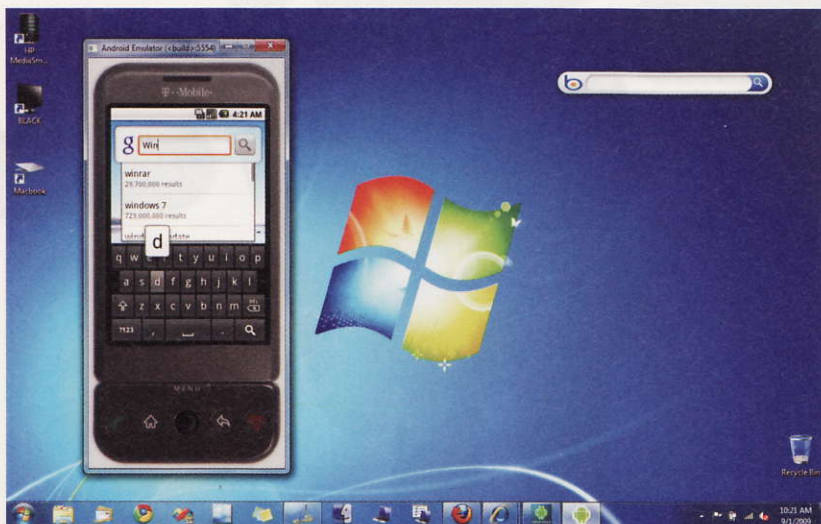 HP
MediaSm...
BLACK
Macbook
Android Emulator (<build>:5554)
T··Mobile·
4:21 AM
g
Win
winrar
29,700,000 results
windows 7
723,000,000 results
d
q w t y u i o p
a s d f g h j k l
z x c v b n m DEL
?123 , .
MENU
b
Recycle Bin
10:21 AM
9/1/2009